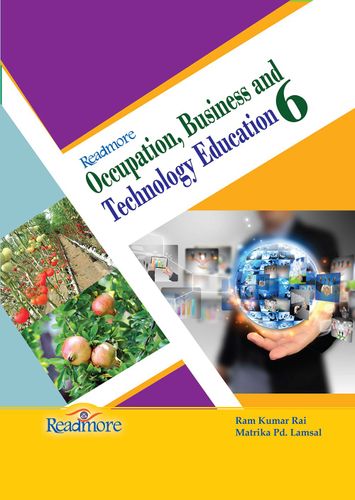 Readmore
Occupation, Business and
Technology Education 6
Ram Kumar Rai
Matrika Pd. Lamsal
Readmore